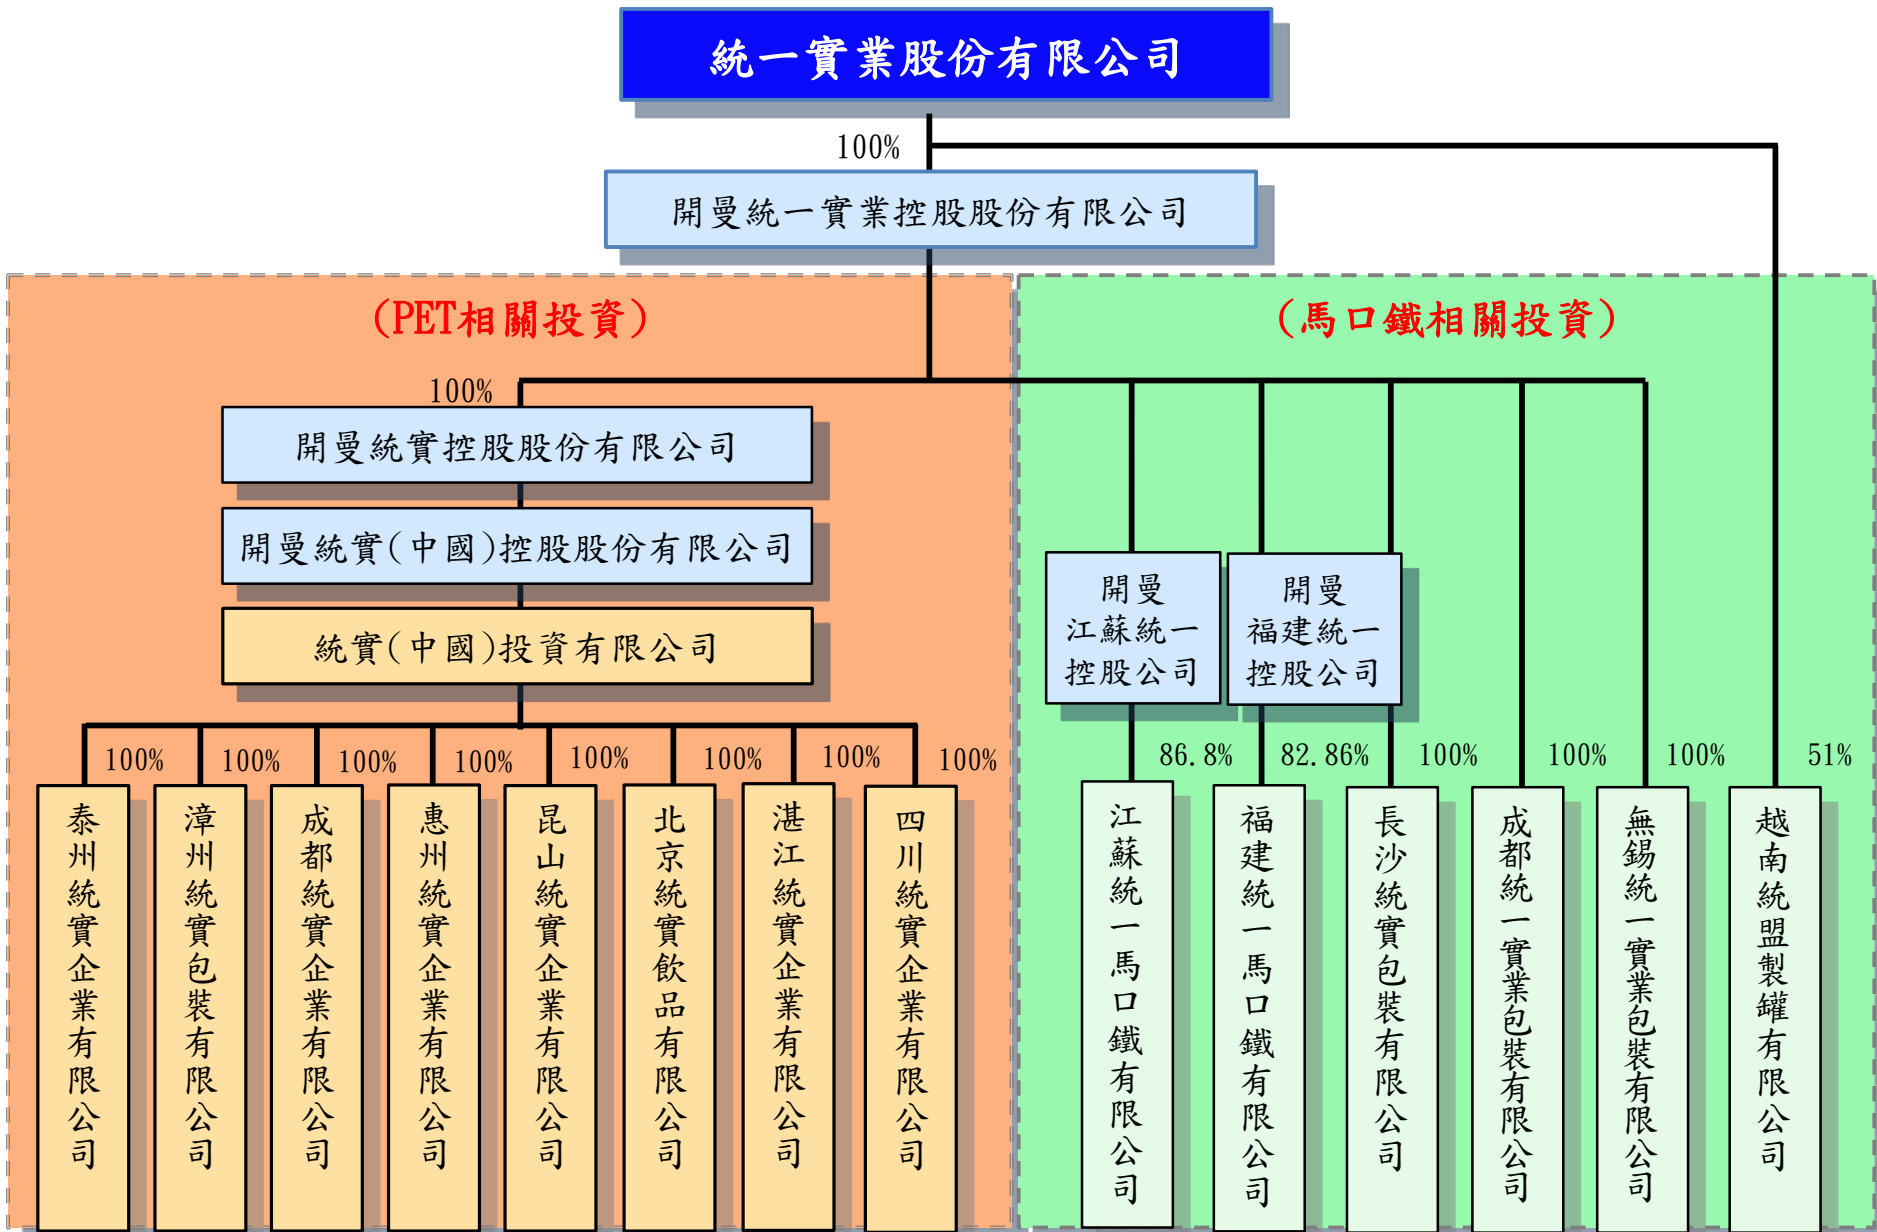 統一實業股份有限公司
100%
開曼統一實業控股股份有限公司
(PET相關投資)
(馬口鐵相關投資)
100%
開曼統實控股股份有限公司
開曼統實(中國)控股股份有限公司
統實(中國)投資有限公司
開曼
江蘇統一
控股公司
開曼
福建統一
控股公司
100%
100%
100%
100%
100%
100%
100%
100%
86.8%
82.86%
100%
100%
100%
51%
泰州統實企業有限公司
漳州統實包裝有限公司
成都統實企業有限公司
惠州統實企業有限公司
昆山統實企業有限公司
北京統實飲品有限公司
湛江統實企業有限公司
四川統實企業有限公司
江蘇統一馬口鐵有限公司
福建統一馬口鐵有限公司
長沙統實包裝有限公司
成都統一實業包裝有限公司
無錫統一實業包裝有限公司
越南統盟製罐有限公司